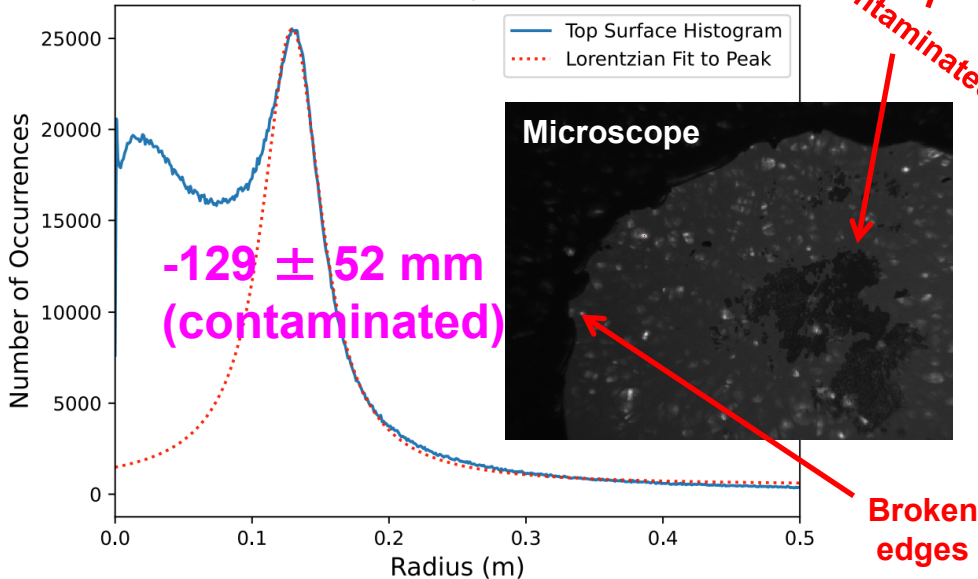 25000
20000
15000
10000
5000
0
Number of Occurrences
Top Surface Histogram
Lorentzian Fit to Peak
Microscope
-129 ± 52 mm
(contaminated)
Broken
edges
0.0 0.1 0.2 0.3 0.4 0.5
Radius (m)